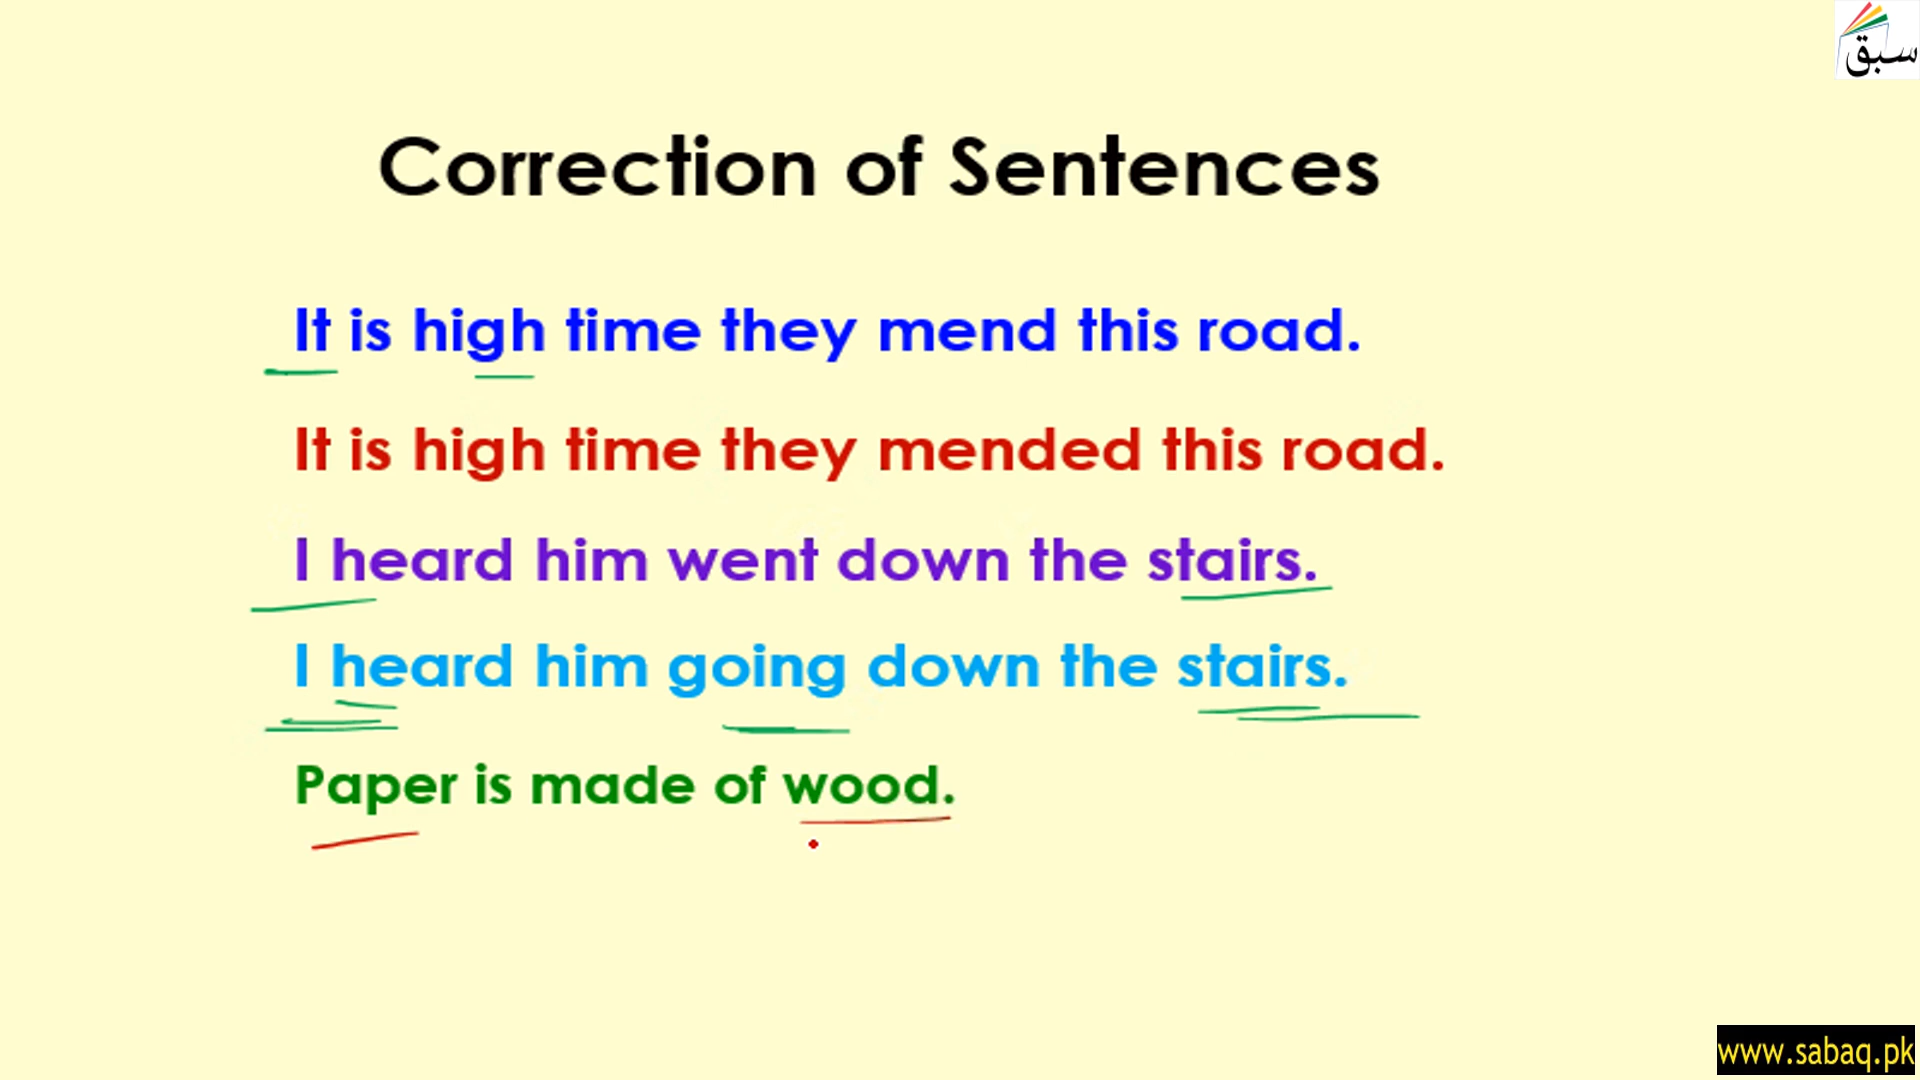 سبق
Correction of Sentences
It is high time they mend this road.
It is high time they mended this road.
I heard him went down the stairs.
I heard him going down the stairs.
Paper is made of wood.
www.sabaq.pk